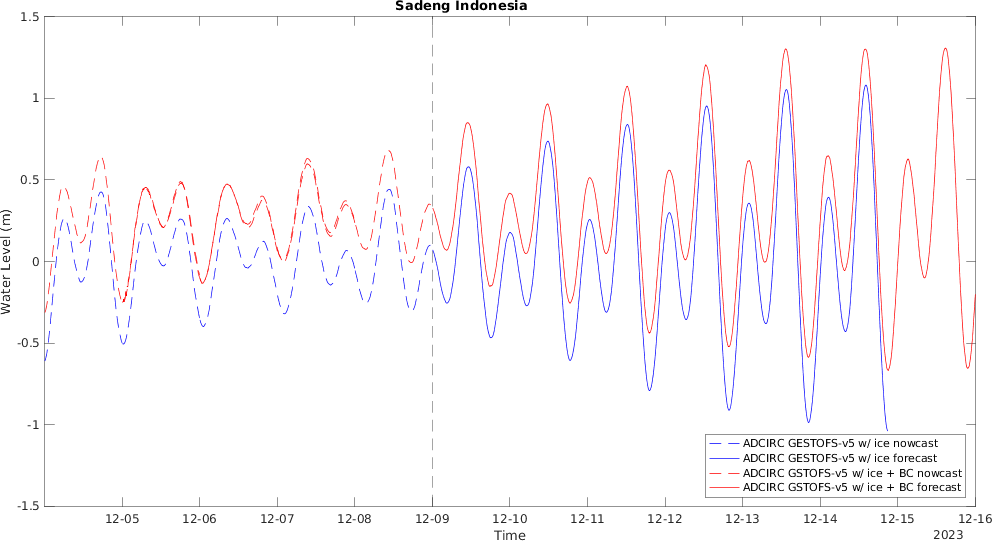 Sadeng Indonesia
1.5
1
0.5
0
-0.5
-1
-1.5
Water Level (m)
12-05 12-06 12-07 12-08 12-09 12-10 12-11 12-12 12-13 12-14 12-15 12-16
Time
2023
ADCIRC GESTOFS-v5 w/ ice nowcast
ADCIRC GESTOFS-v5 w/ ice forecast
ADCIRC GSTOFS-v5 w/ ice + BC nowcast
ADCIRC GSTOFS-v5 w/ ice + BC forecast